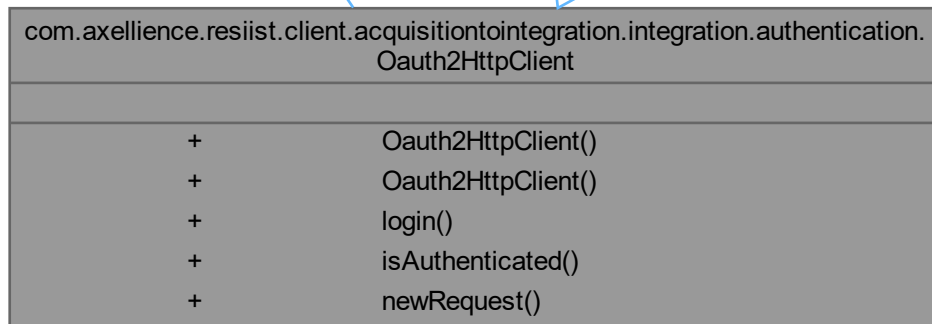 com.axellience.resiist.client.acquisitiontointegration.integration.authentication.
Oauth2HttpClient
+ Oauth2HttpClient()
+ Oauth2HttpClient()
+ login()
+ isAuthenticated()
+ newRequest()